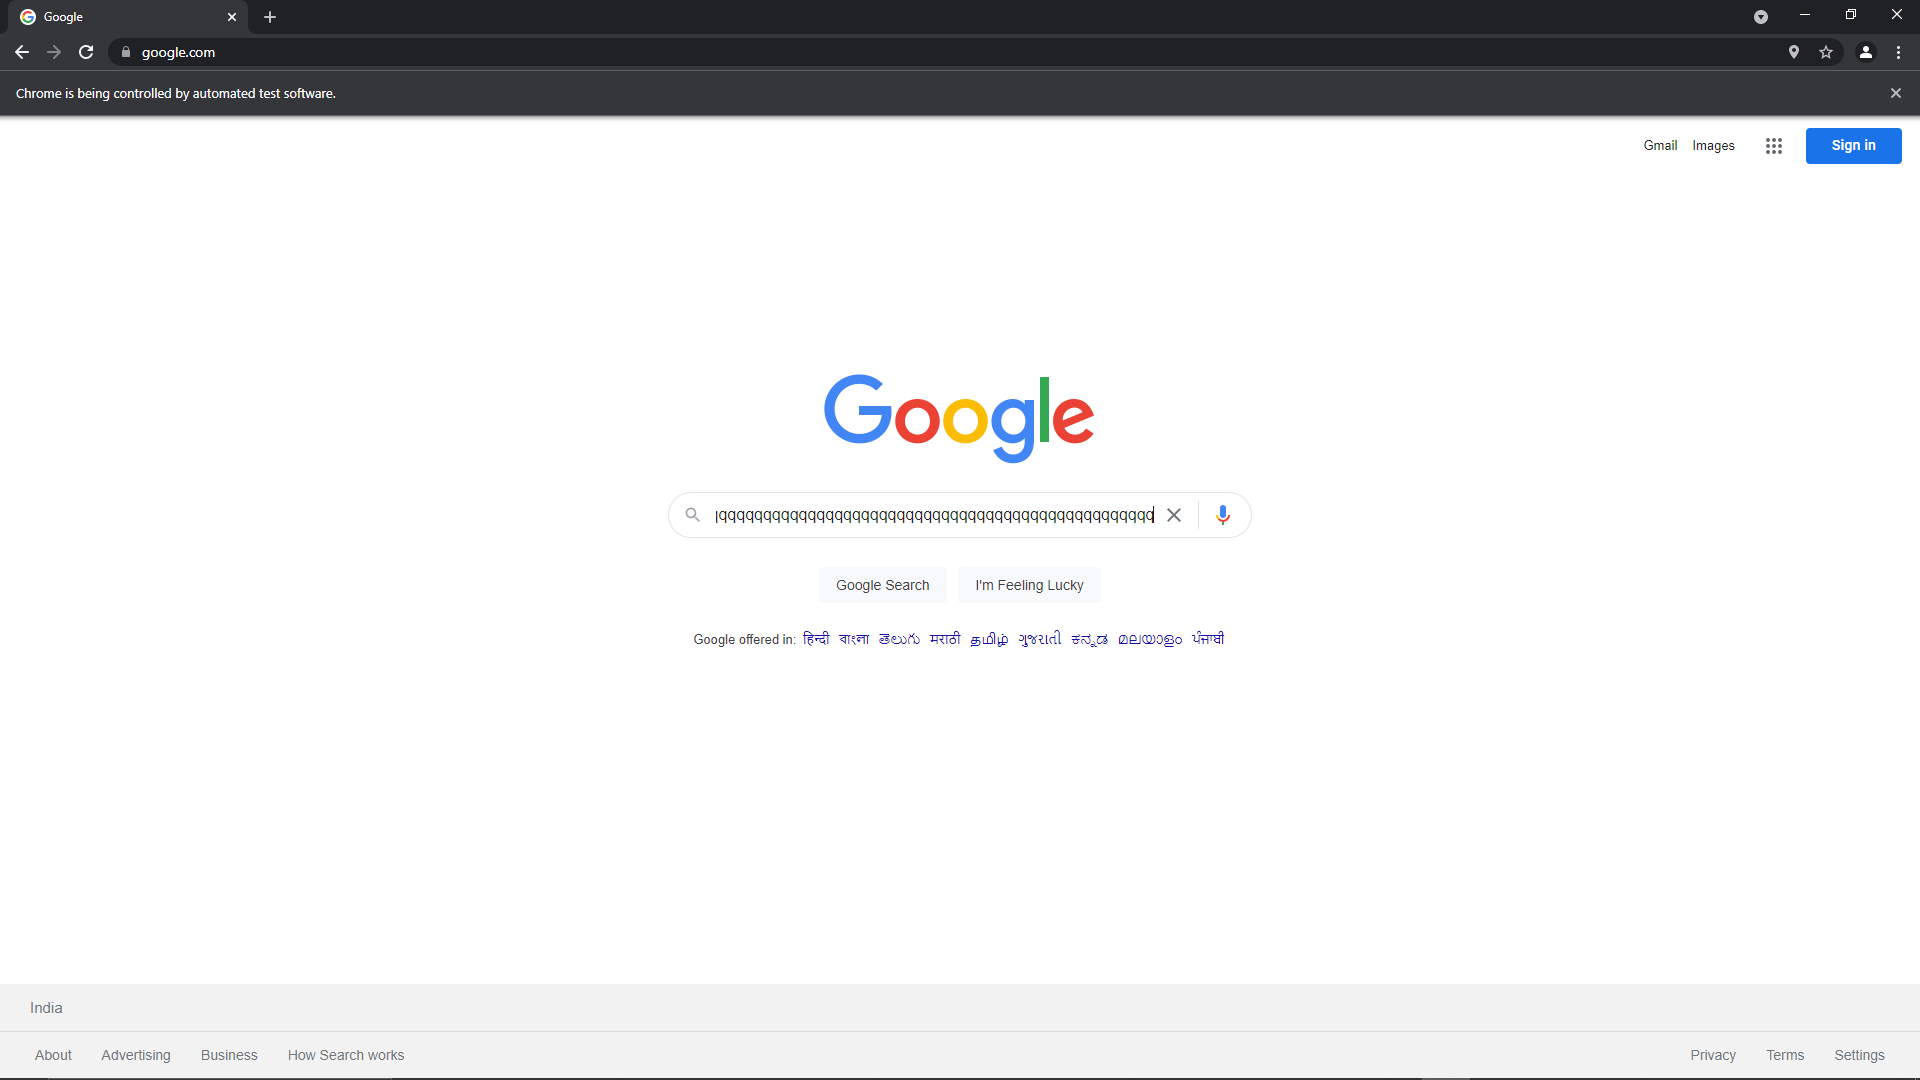 Google
google.com
Chrome is being controlled by automated test software.
Gmail Images Sign in
Google
qqqqqqqqqqqqqqqqqqqqqqqqqqqqqqqqqqqqqqqqqqqqqqqqq
Google Search I'm Feeling Lucky
Google offered in: हिन्दी বাংলা తెలుగు मराठी தமிழ் ગુજરાતી ಕನ್ನಡ മലയാളം ਪੰਜਾਬੀ
India
About Advertising Business How Search works Privacy Terms Settings